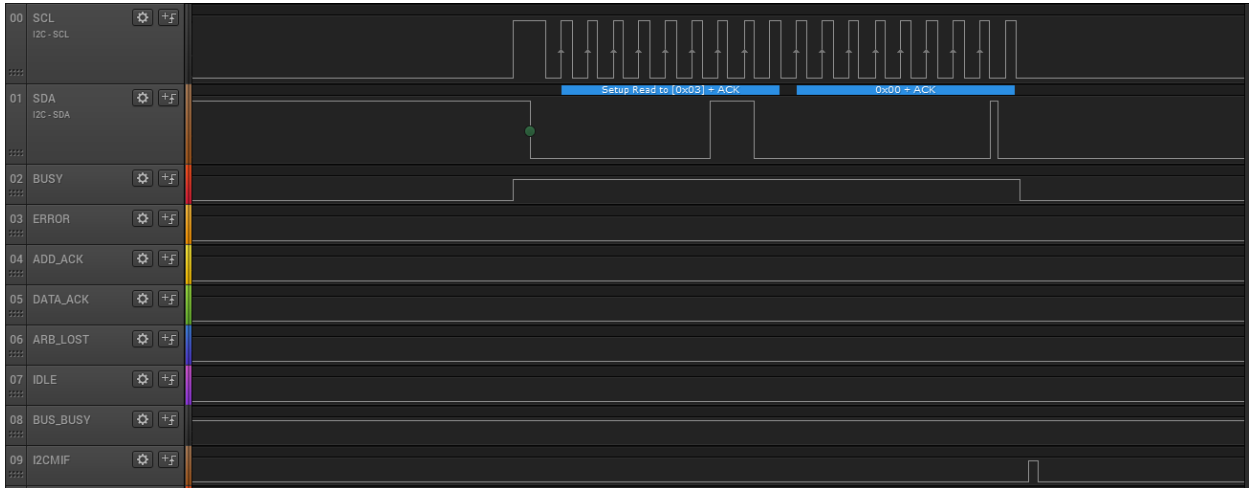 00 SCL
I2C - SCL
01 SDA
I2C - SDA
Setup Read to [0x03] + ACK
0x00 + ACK
02 BUSY
03 ERROR
04 ADD_ACK
05 DATA_ACK
06 ARB_LOST
07 IDLE
08 BUS_BUSY
09 I2CMIF